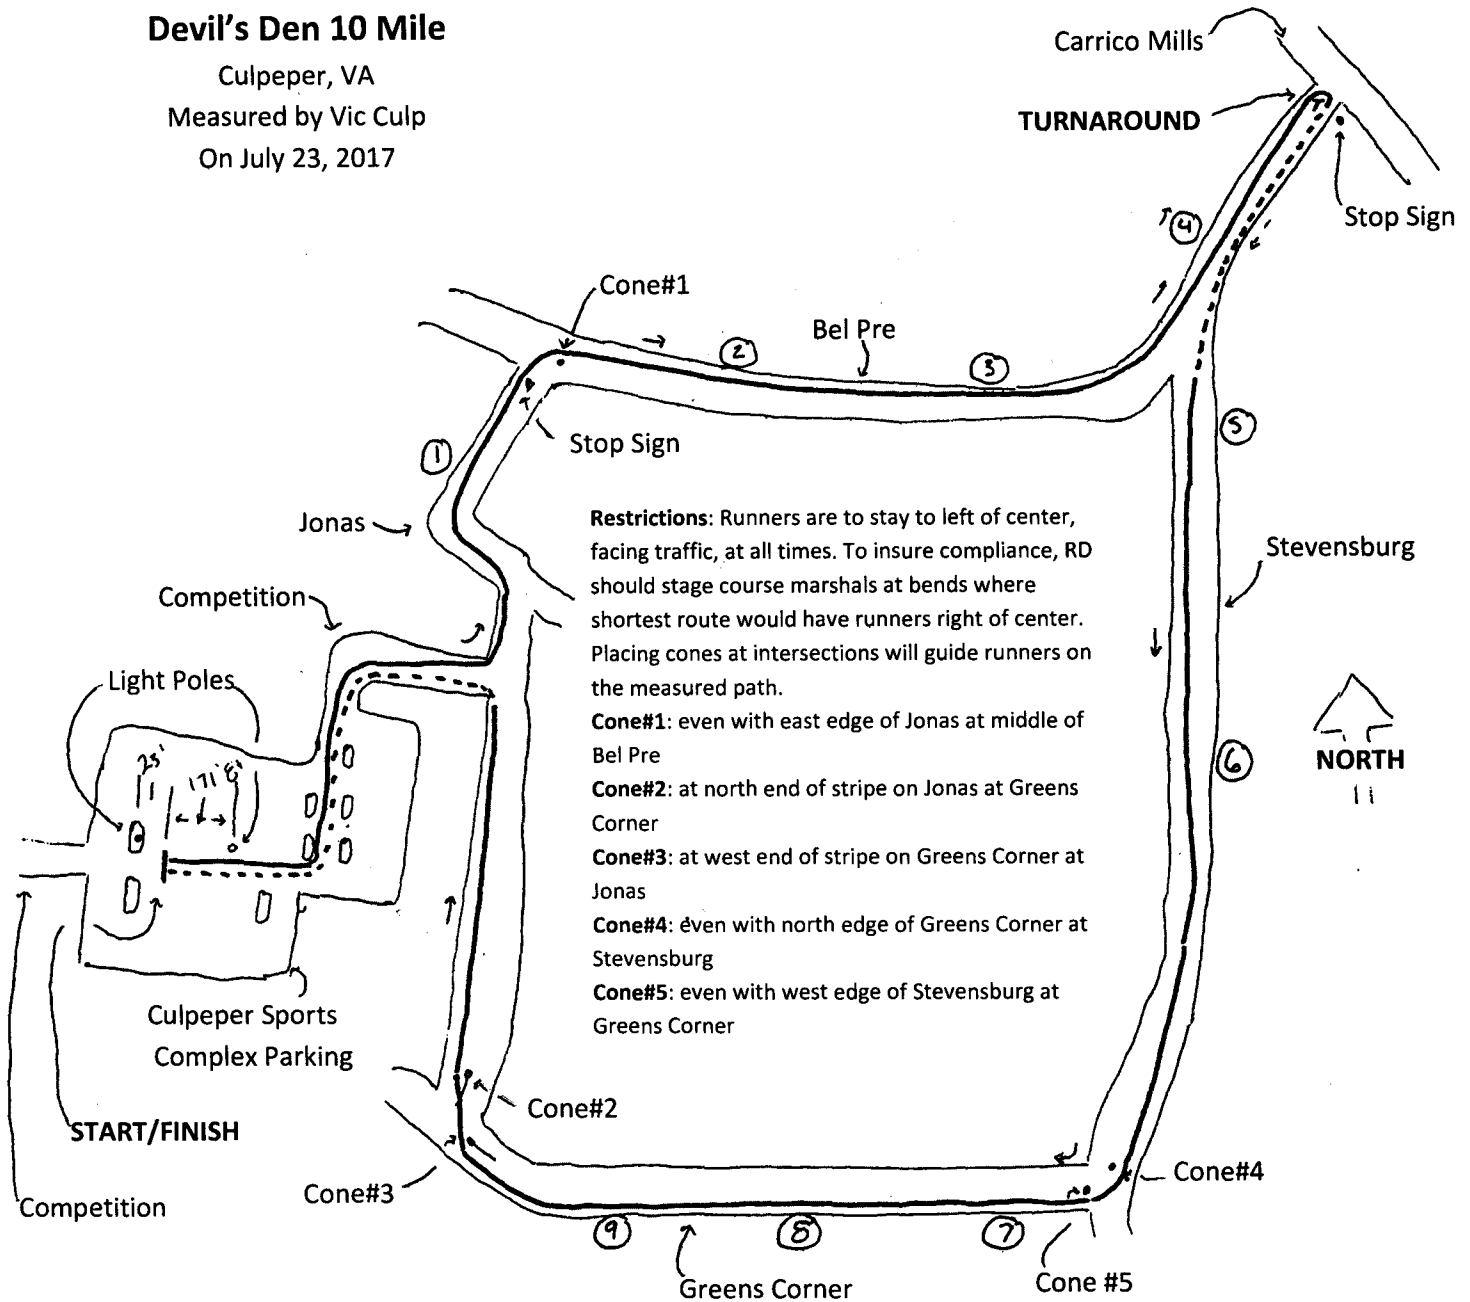 Devil's Den 10 Mile
Culpeper, VA
Measured by Vic Culp
On July 23, 2017
Carrico Mills
TURNAROUND
Stop Sign
4
Cone#1
Bel Pre
2
3
5
Stop Sign
1
Jonas
Stevensburg
Competition
Light Poles
25'
171' 8"
Restrictions: Runners are to stay to left of center,
facing traffic, at all times. To insure compliance, RD
should stage course marshals at bends where
shortest route would have runners right of center.
Placing cones at intersections will guide runners on
the measured path.
Cone#1: even with east edge of Jonas at middle of
Bel Pre
Cone#2: at north end of stripe on Jonas at Greens
Corner
Cone#3: at west end of stripe on Greens Corner at
Jonas
Cone#4: even with north edge of Greens Corner at
Stevensburg
Cone#5: even with west edge of Stevensburg at
Greens Corner
6
NORTH
Culpeper Sports
Complex Parking
START/FINISH
Competition
Cone#2
Cone#3
Cone#4
9
8
7
Greens Corner
Cone #5